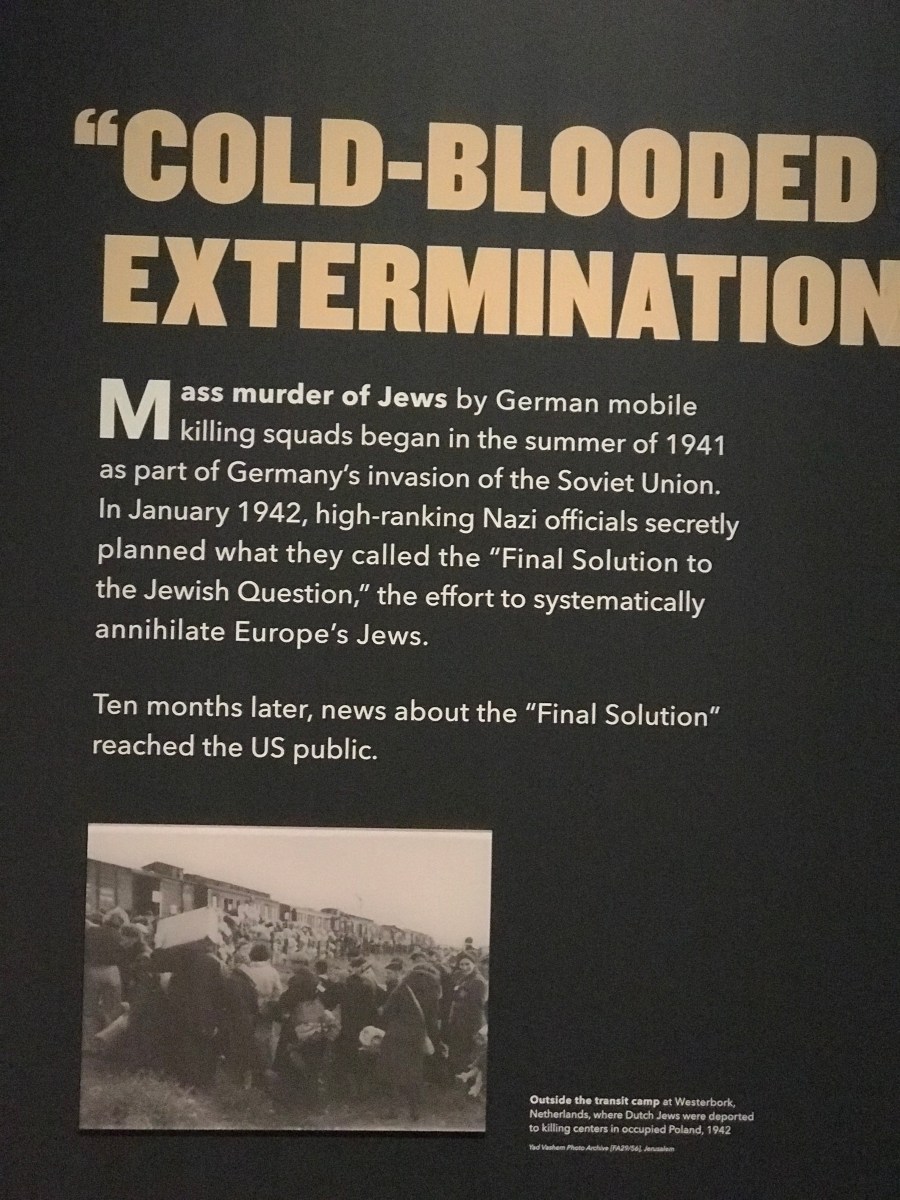 “COLD-BLOODED
EXTERMINATION
Mass murder of Jews by German mobile
killing squads began in the summer of 1941
as part of Germany’s invasion of the Soviet Union.
In January 1942, high-ranking Nazi officials secretly
planned what they called the “Final Solution to
the Jewish Question,” the effort to systematically
annihilate Europe’s Jews.
Ten months later, news about the “Final Solution”
reached the US public.
Outside the transit camp at Westerbork,
Netherlands, where Dutch Jews were deported
to killing centers in occupied Poland, 1942
Yad Vashem Photo Archive [FA29/56], Jerusalem